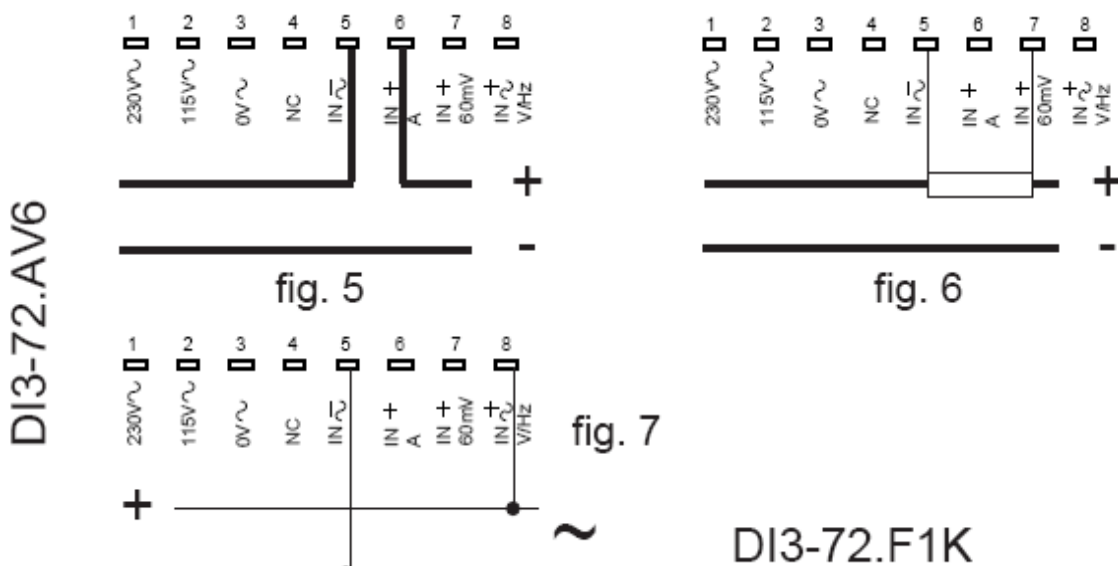 1 2 3 4 5 6 7 8
230V~ 115V~ 0V~ NC IN ~ − IN + A IN + 60mV IN ~ + V/Hz
+
-
fig. 5
1 2 3 4 5 6 7 8
230V~ 115V~ 0V~ NC IN ~ − IN + A IN + 60mV IN ~ + V/Hz
+
-
fig. 6
DI3-72.AV6
1 2 3 4 5 6 7 8
230V~ 115V~ 0V~ NC IN ~ − IN + A IN + 60mV IN ~ + V/Hz
fig. 7
+
~
DI3-72.F1K